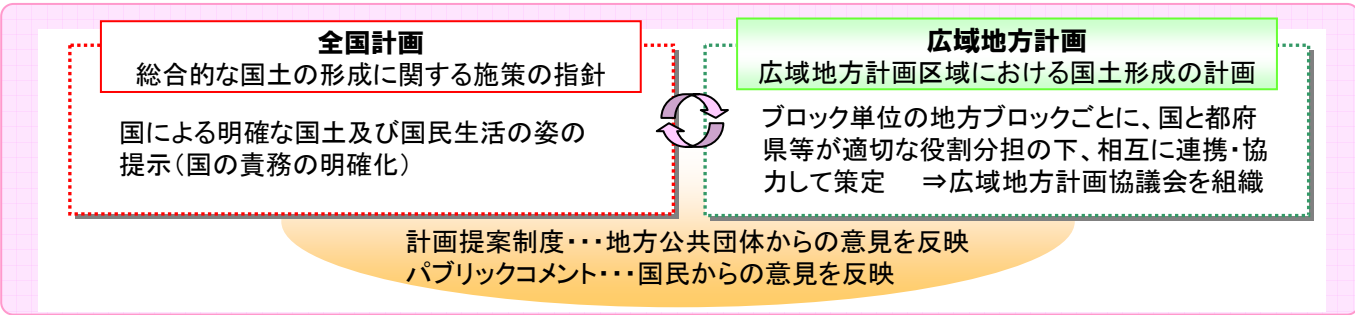 全国計画
総合的な国土の形成に関する施策の指針
国による明確な国土及び国民生活の姿の
提示(国の責務の明確化)
広域地方計画
広域地方計画区域における国土形成の計画
ブロック単位の地方ブロックごとに、国と都府
県等が適切な役割分担の下、相互に連携・協
力して策定　⇒広域地方計画協議会を組織
計画提案制度・・・地方公共団体からの意見を反映
パブリックコメント・・・国民からの意見を反映